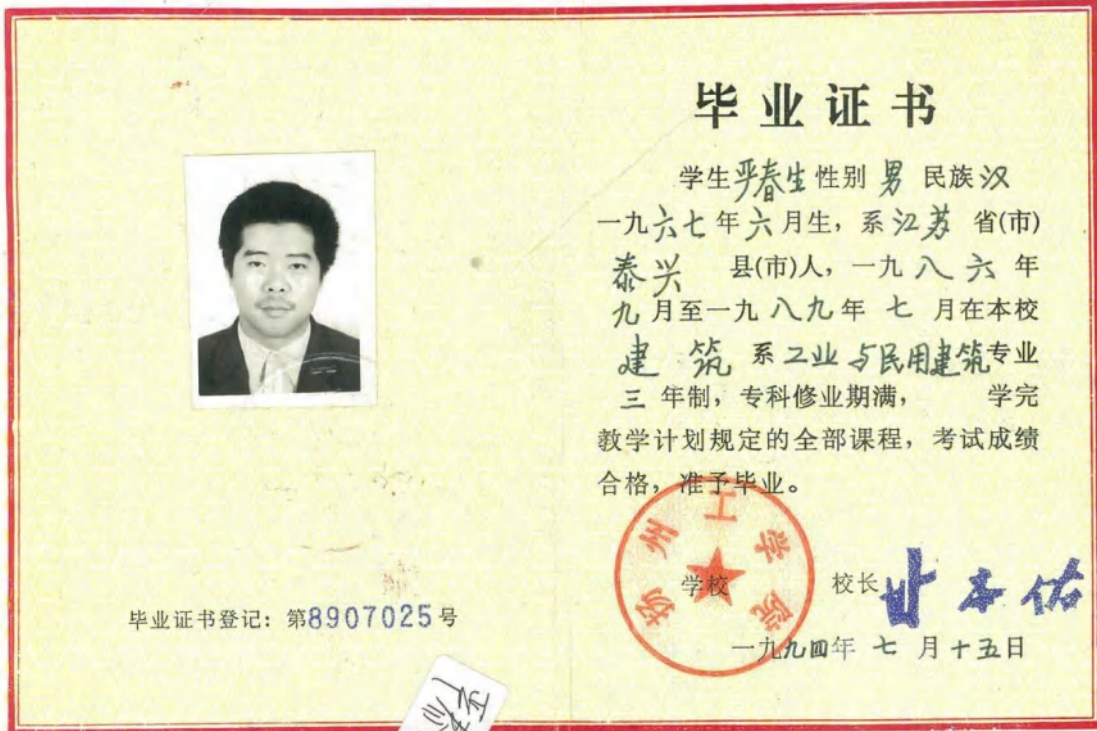 毕业证书
学生严春生性别 男 民族汉
一九六七年六月生，系江苏 省(市)
泰兴 县(市)人，一九八六年
九月至一九八九年 七 月在本校
建 筑 系工业与民用建筑专业
三 年制，专科修业期满， 学完
教学计划规定的全部课程，考试成绩
合格，准予毕业。
扬州工学院
学校 校长
一九九四年 七 月十五日
毕业证书登记：第8907025号